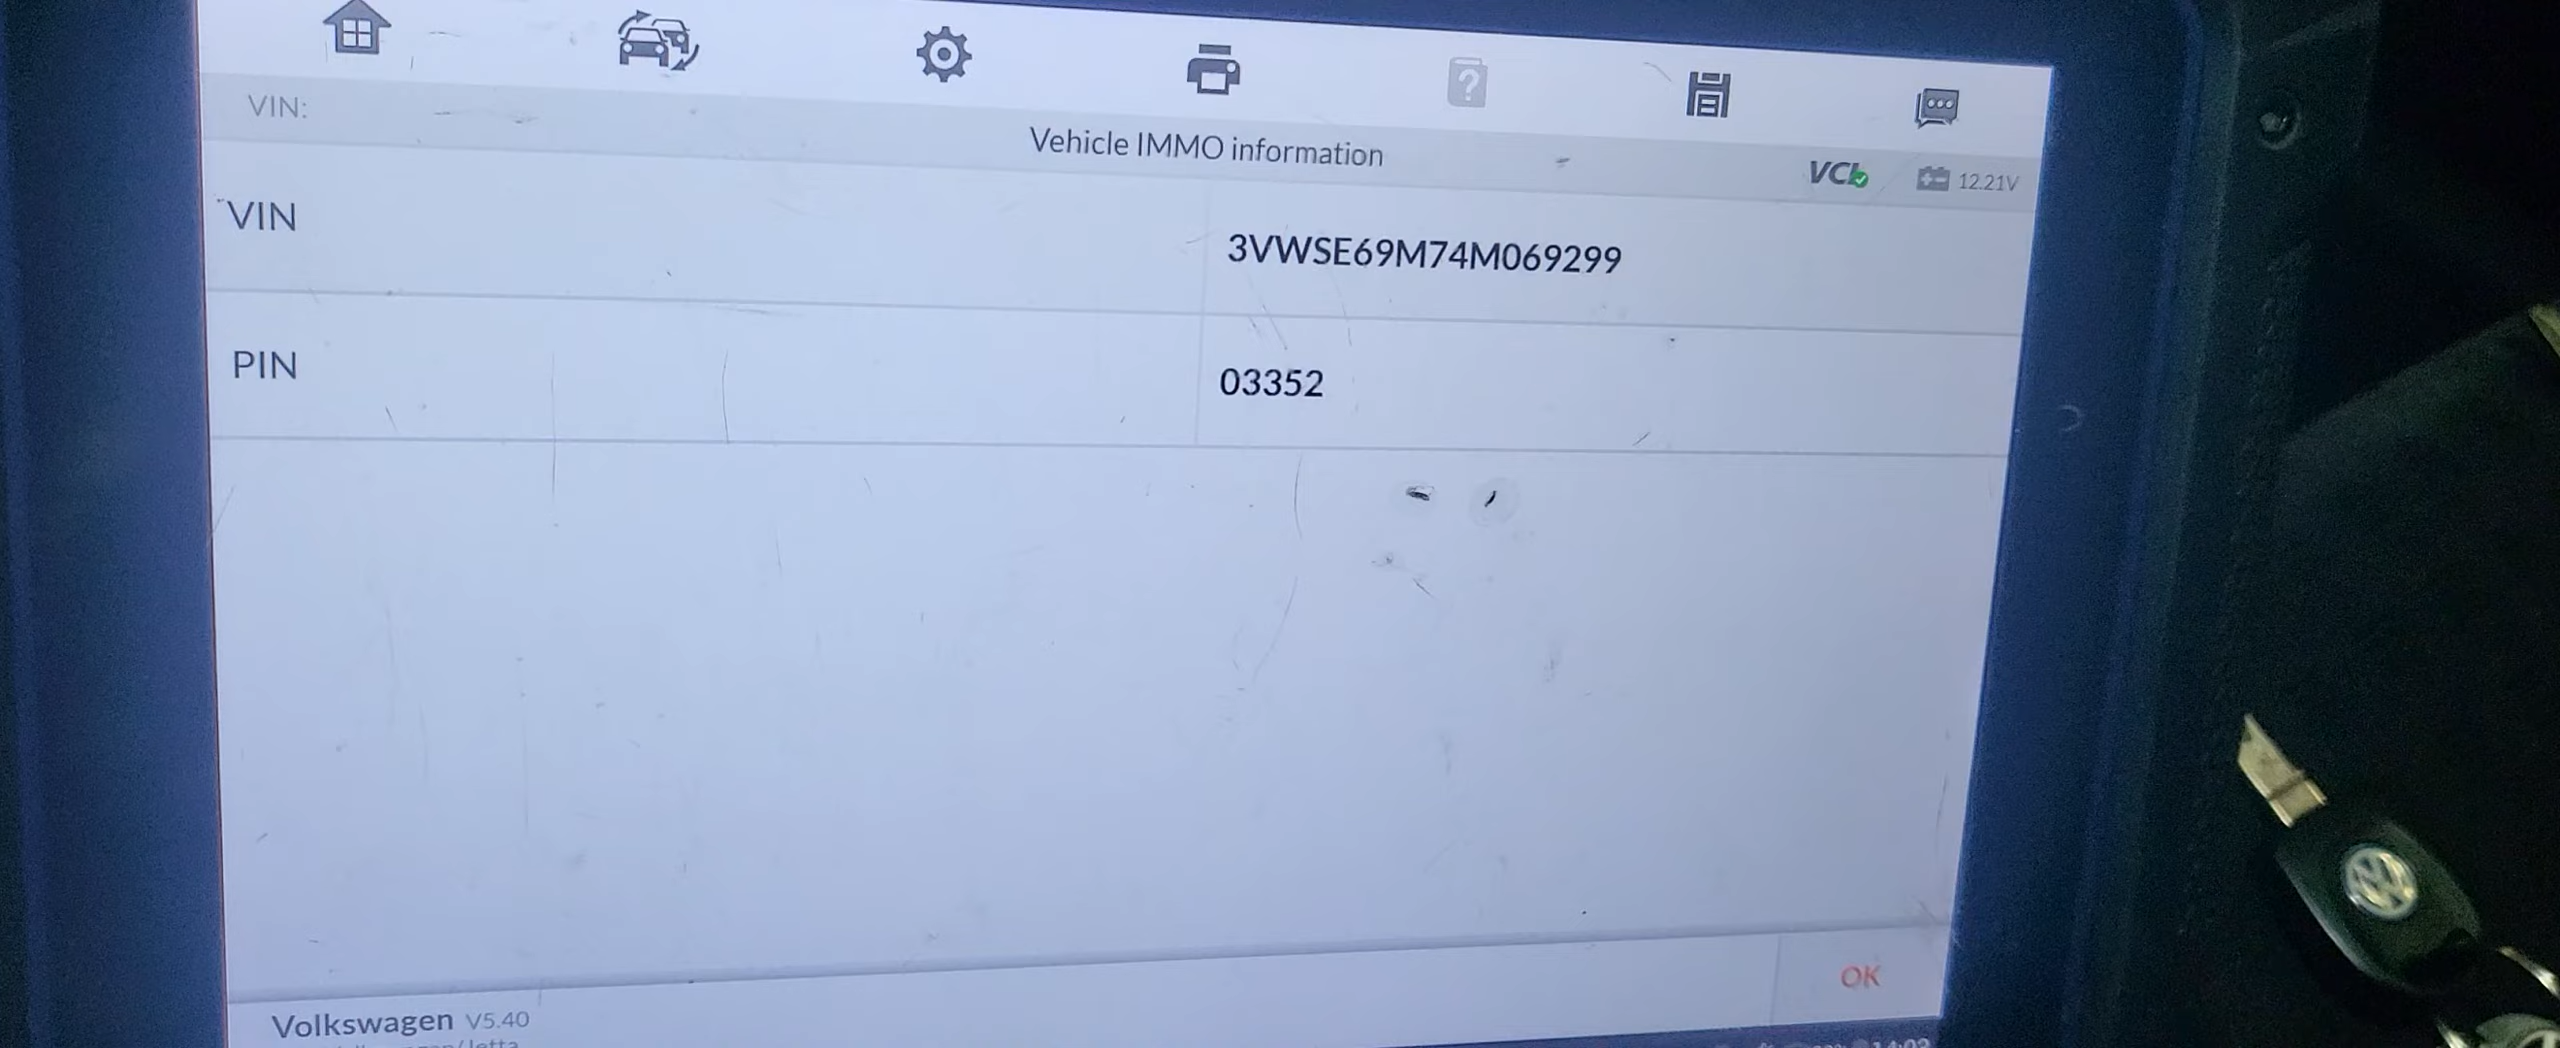 VIN:
Vehicle IMMO information
VCI
12.21V
VIN
3VWSE69M74M069299
PIN
03352
OK
Volkswagen V5.40